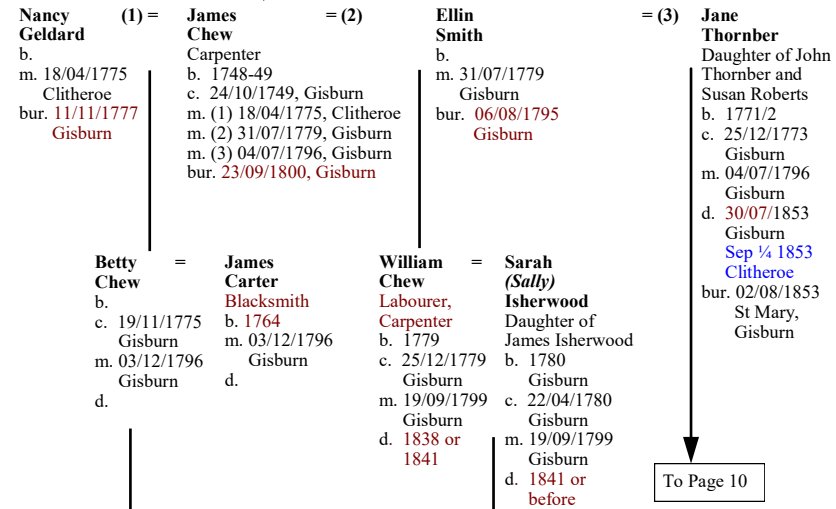 Nancy (1) = James = (2) Ellin = (3) Jane
Geldard Chew Smith Thornber
b.
m. 18/04/1775
Clitheroe
bur. 11/11/1777
Gisburn
Carpenter
b. 1748-49
c. 24/10/1749, Gisburn
m. (1) 18/04/1775, Clitheroe
m. (2) 31/07/1779, Gisburn
m. (3) 04/07/1796, Gisburn
bur. 23/09/1800, Gisburn
b.
m. 31/07/1779
Gisburn
bur. 06/08/1795
Gisburn
Daughter of John
Thornber and
Susan Roberts
b. 1771/2
c. 25/12/1773
Gisburn
m. 04/07/1796
Gisburn
d. 30/07/1853
Gisburn
Sep ¼ 1853
Clitheroe
bur. 02/08/1853
St Mary,
Gisburn
Betty = James
Chew Carter
b.
c. 19/11/1775
Gisburn
m. 03/12/1796
Gisburn
d.
Blacksmith
b. 1764
m. 03/12/1796
Gisburn
d.
William = Sarah
Chew (Sally)
Labourer,
Carpenter
b. 1779
c. 25/12/1779
Gisburn
m. 19/09/1799
Gisburn
d. 1838 or
1841
Isherwood
Daughter of
James Isherwood
b. 1780
Gisburn
c. 22/04/1780
Gisburn
m. 19/09/1799
Gisburn
d. 1841 or
before
To Page 10